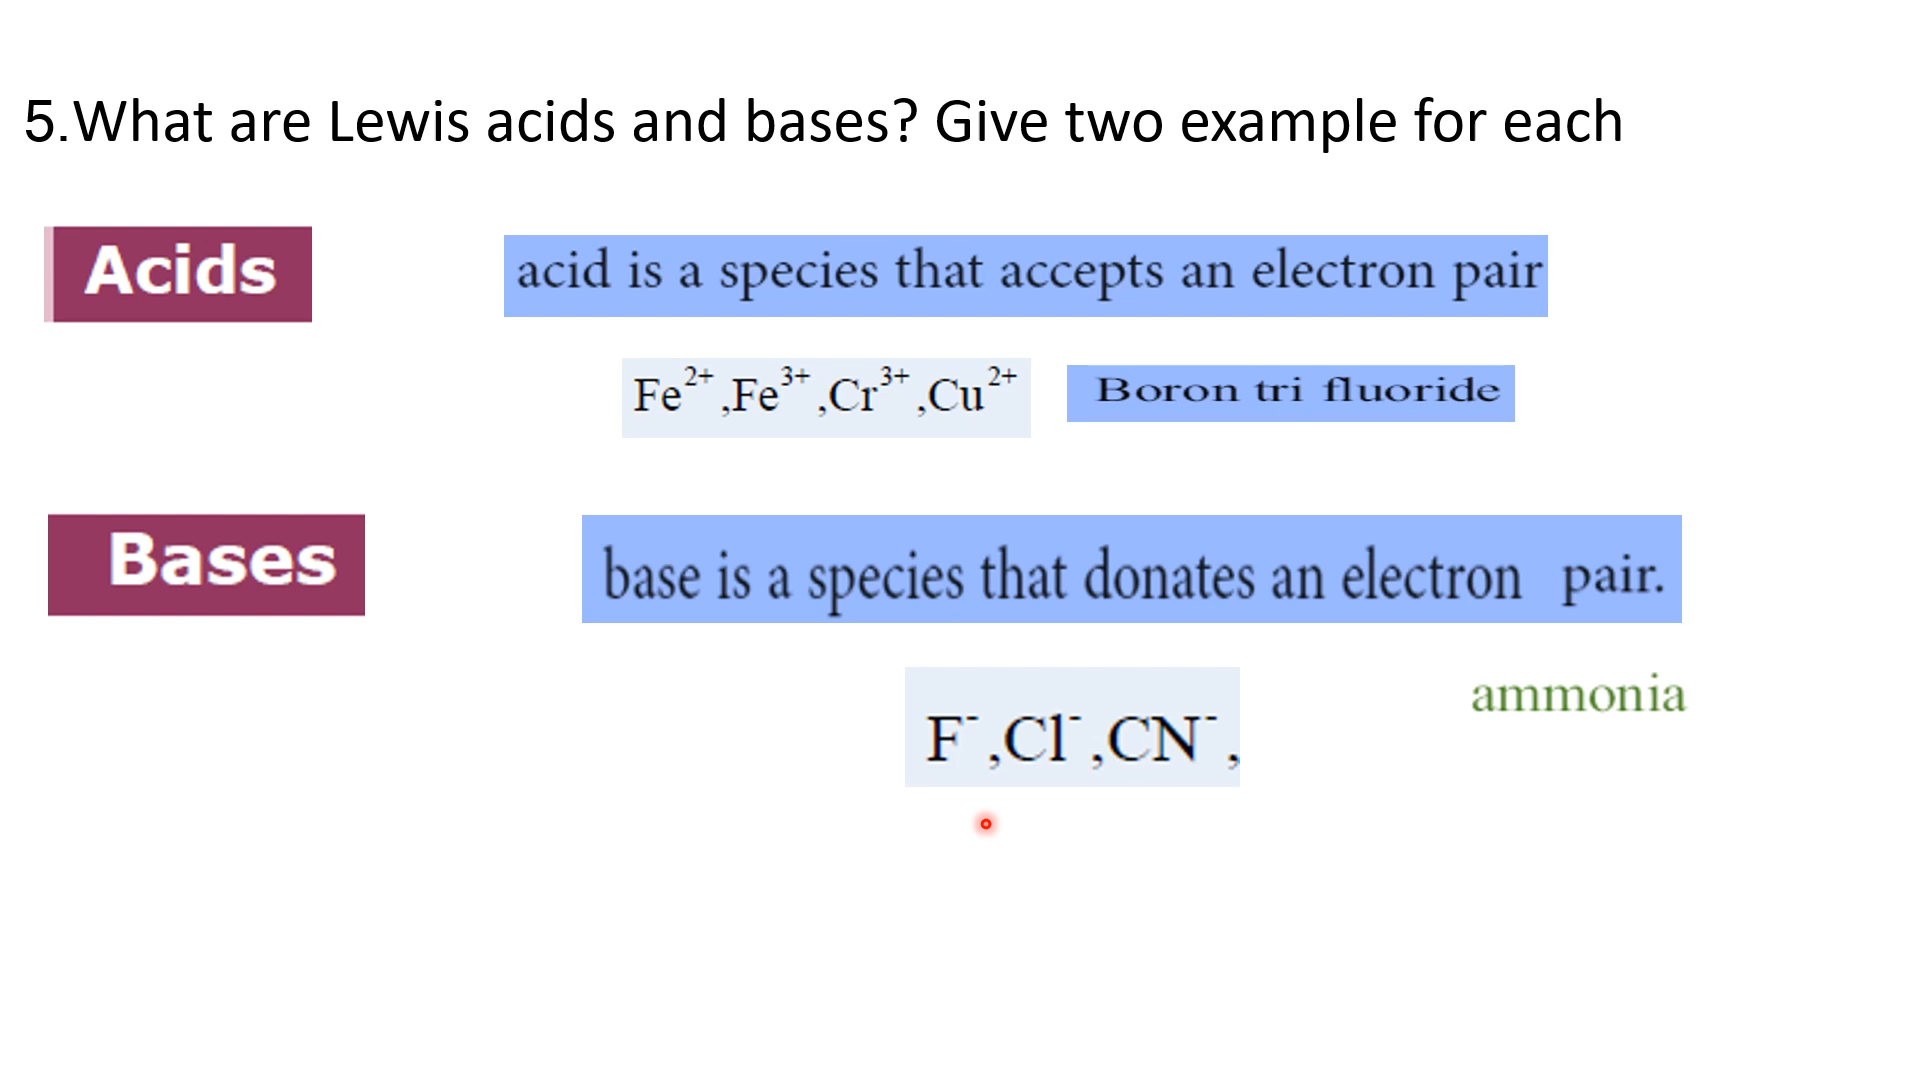 5.What are Lewis acids and bases? Give two example for each
Acids
acid is a species that accepts an electron pair
Fe²⁺,Fe³⁺,Cr³⁺,Cu²⁺
Boron tri fluoride
Bases
base is a species that donates an electron pair.
F⁻,Cl⁻,CN⁻,
ammonia